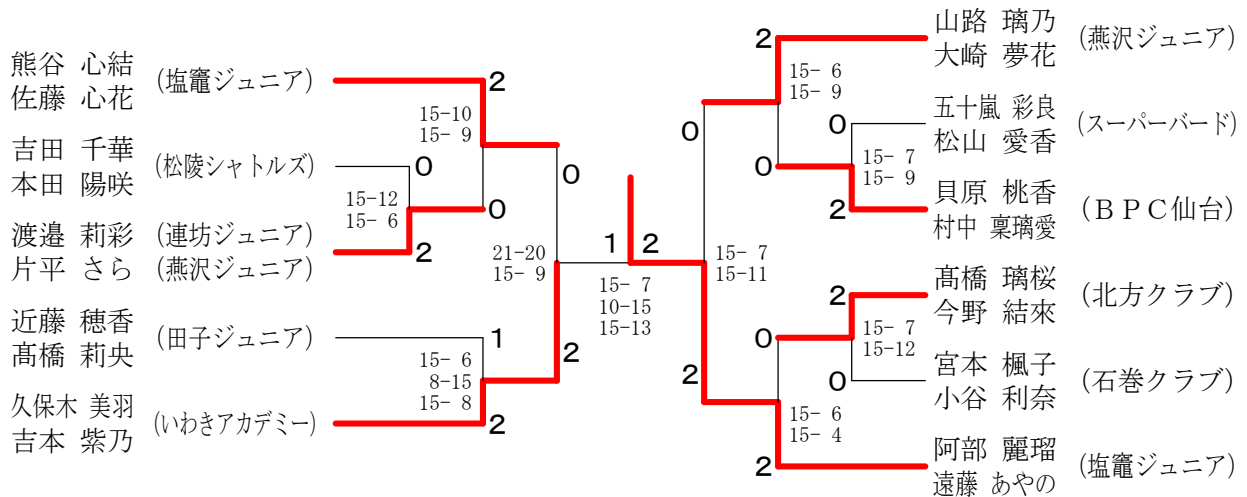 熊谷 心結
佐藤 心花
(塩竈ジュニア)
2
15-10
15- 9
吉田 千華
本田 陽咲
(松陵シャトルズ)
0
15-12
15- 6
0
渡邉 莉彩 (連坊ジュニア)
片平 さら (燕沢ジュニア)
2
0
21-20
15- 9
近藤 穂香
髙橋 莉央
(田子ジュニア)
1
15- 6
8-15
15- 8
2
久保木 美羽
吉本 紫乃
(いわきアカデミー)
2
1 2
15- 7
10-15
15-13
山路 璃乃
大崎 夢花
(燕沢ジュニア)
2
15- 6
15- 9
0
五十嵐 彩良
松山 愛香
(スーパーバード)
0
15- 7
15- 9
0
貝原 桃香
村中 稟璃愛
(BPC仙台)
2
15- 7
15-11
髙橋 璃桜
今野 結來
(北方クラブ)
2
15- 7
15-12
0
宮本 楓子
小谷 利奈
(石巻クラブ)
0
2
15- 6
15- 4
阿部 麗瑠
遠藤 あやの
(塩竈ジュニア)
2